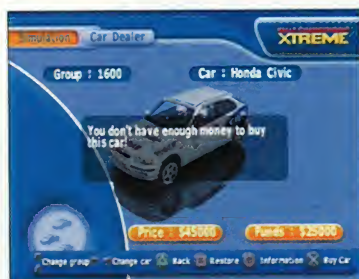 Simulation Car Dealer
XTREME
Group : 1600 Car : Honda Civic
You don't have enough money to buy
this car!
Price : $45000 Funds : $25000
Change group Change car Back Restore Information Buy Car